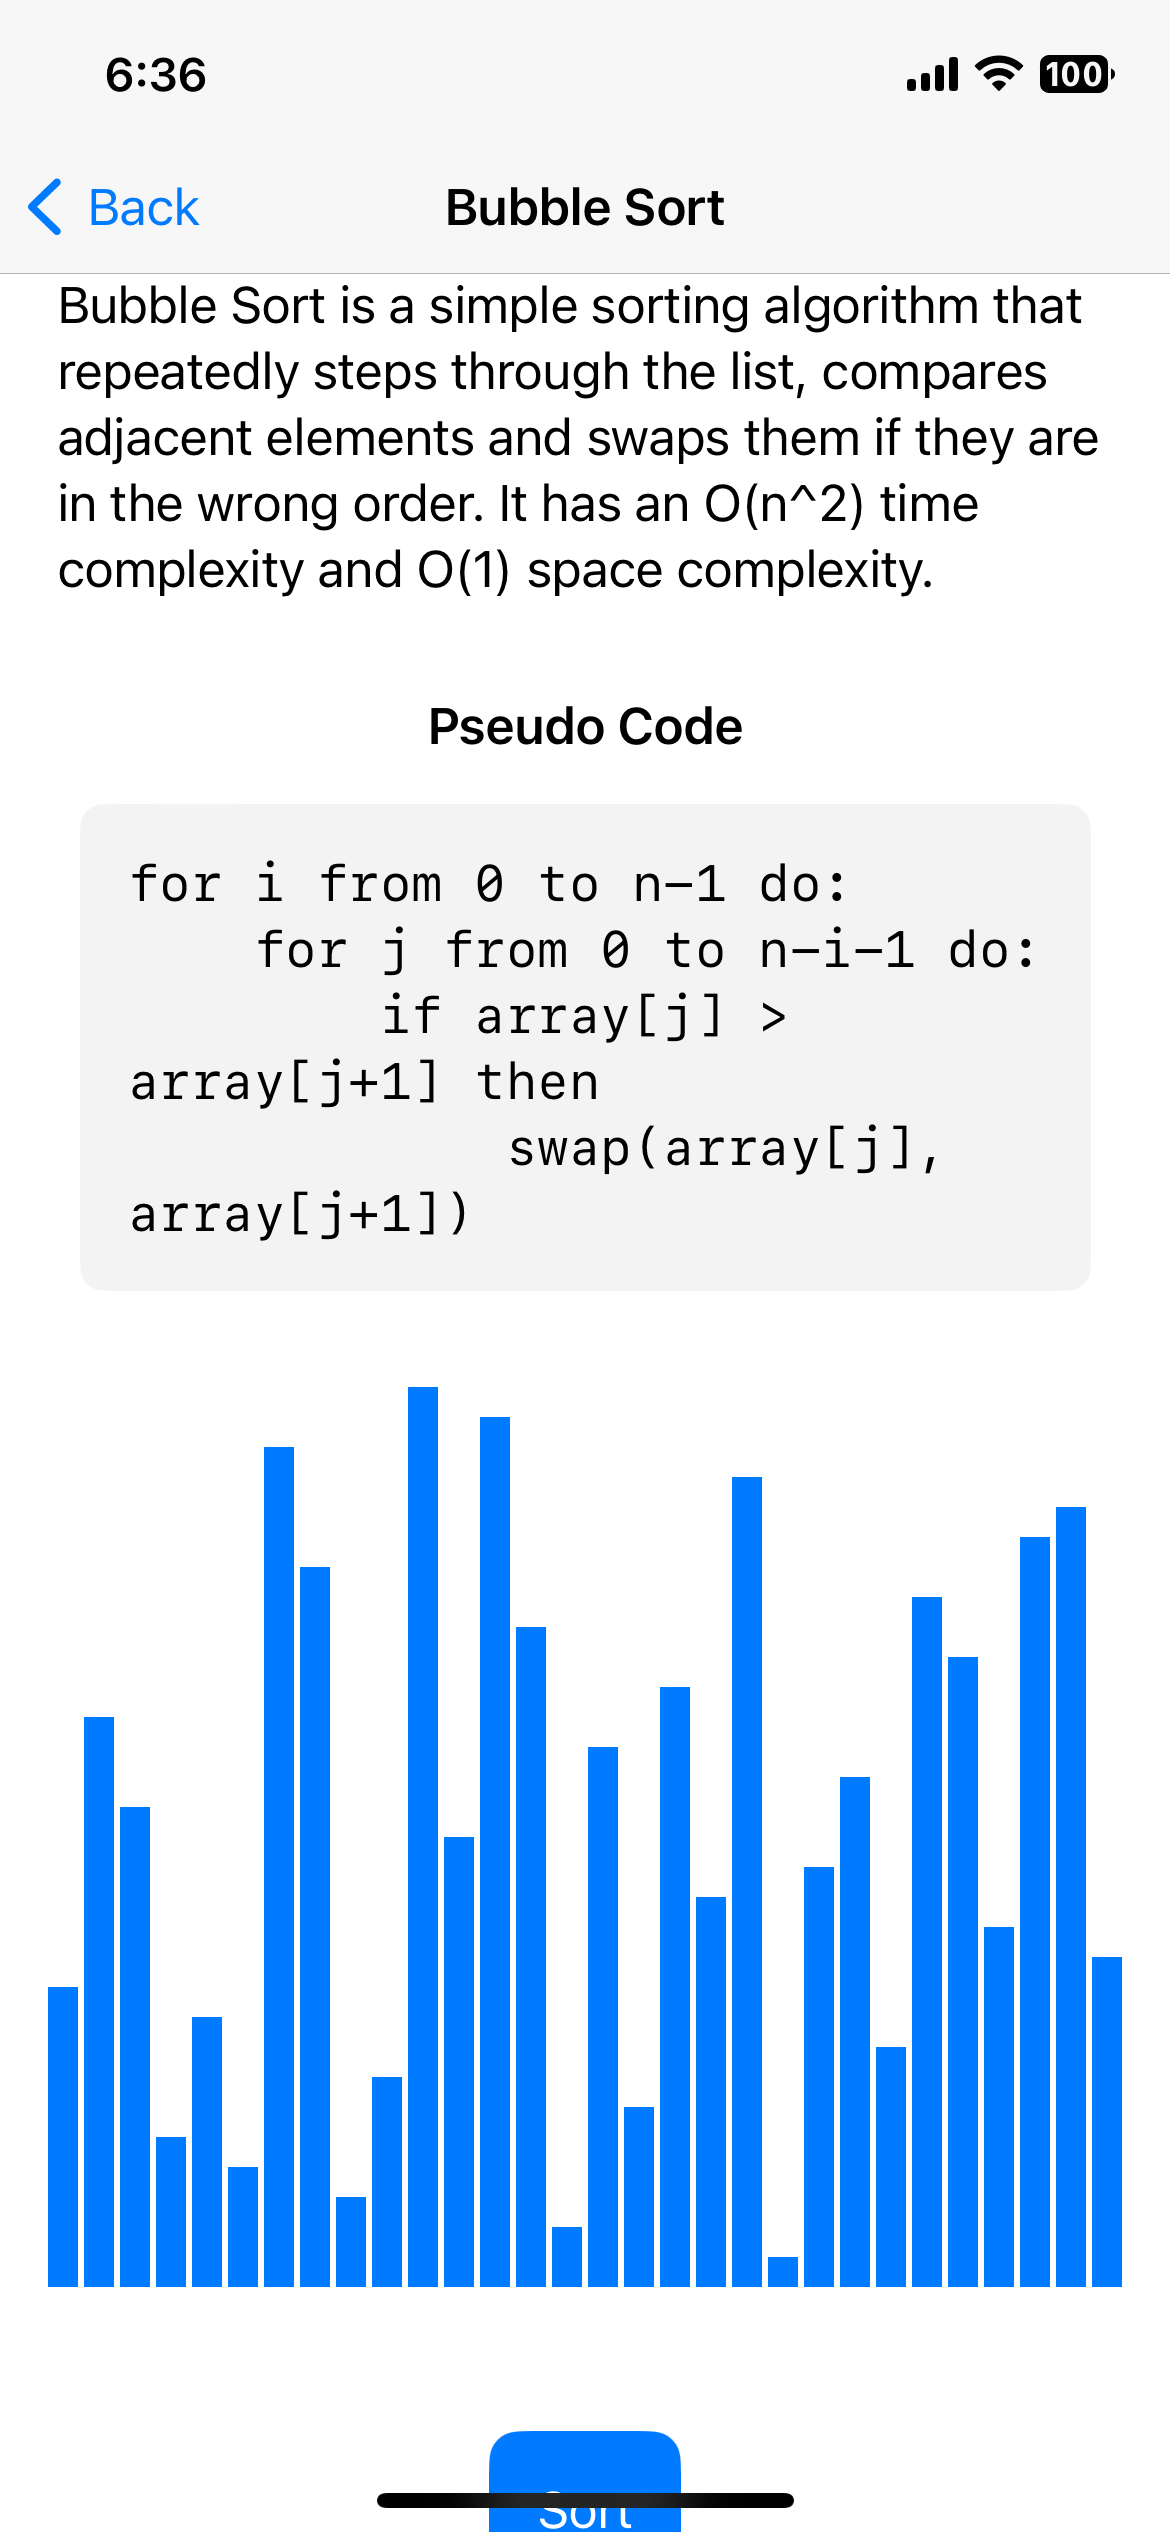 6:36
100
Back
Bubble Sort
Bubble Sort is a simple sorting algorithm that
repeatedly steps through the list, compares
adjacent elements and swaps them if they are
in the wrong order. It has an O(n^2) time
complexity and O(1) space complexity.
Pseudo Code
for i from 0 to n-1 do:
    for j from 0 to n-i-1 do:
        if array[j] >
array[j+1] then
            swap(array[j],
array[j+1])
Sort